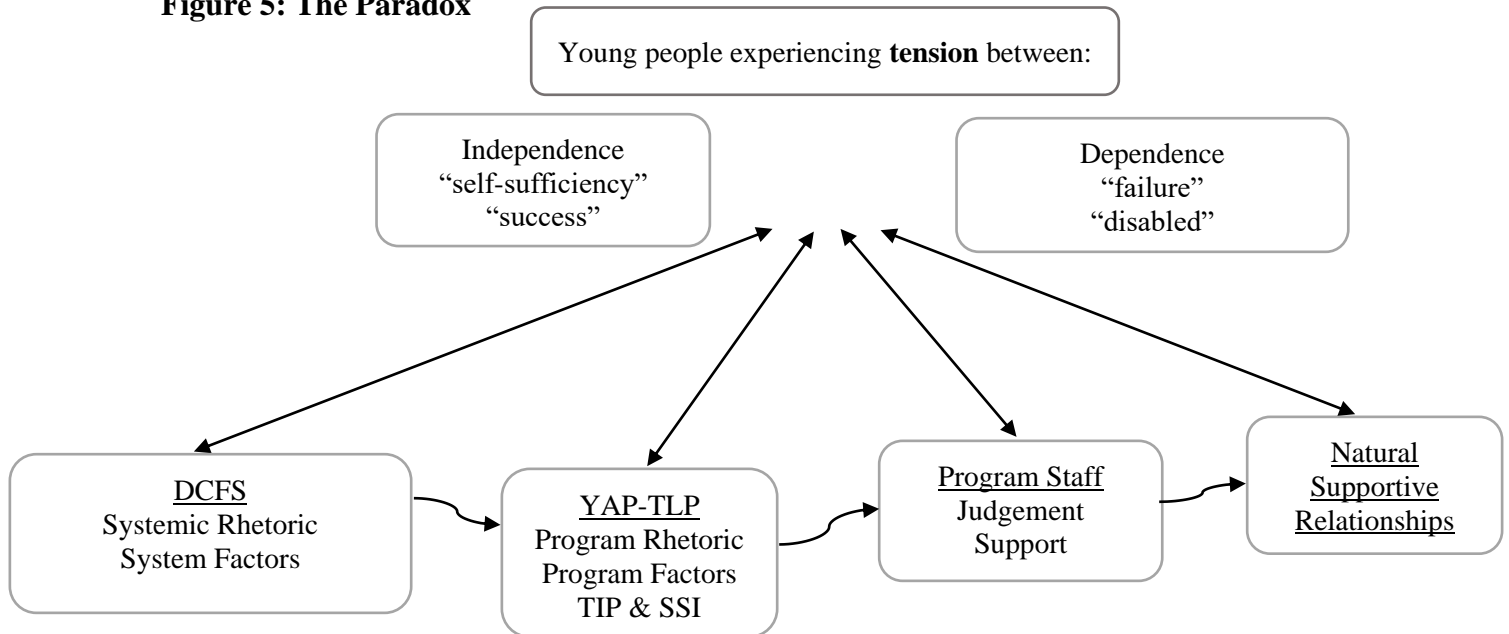 Figure 5: The Paradox
Young people experiencing tension between:
Independence
“self-sufficiency”
“success”
Dependence
“failure”
“disabled”
DCFS
Systemic Rhetoric
System Factors
YAP-TLP
Program Rhetoric
Program Factors
TIP & SSI
Program Staff
Judgement
Support
Natural
Supportive
Relationships